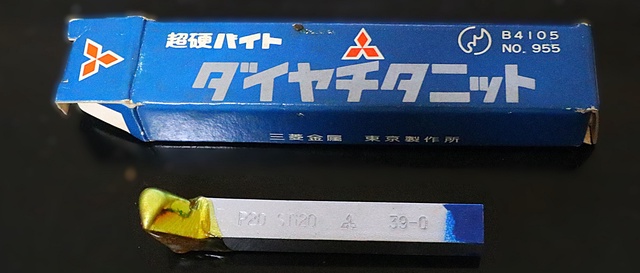 超硬バイト
B4105
NO. 955
ダイヤチタニット
三菱金属 東京製作所
P20
39-0